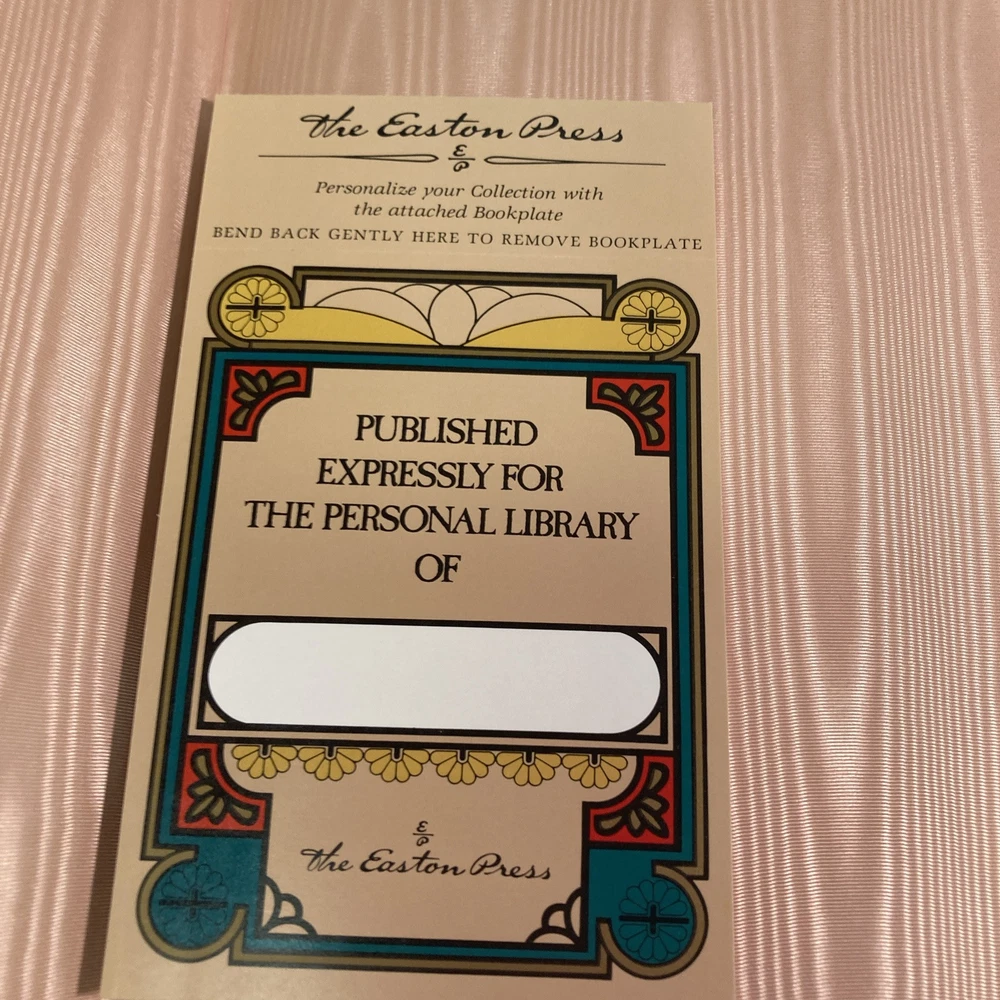 The Easton Press
E
P
Personalize your Collection with
the attached Bookplate
BEND BACK GENTLY HERE TO REMOVE BOOKPLATE
PUBLISHED
EXPRESSLY FOR
THE PERSONAL LIBRARY
OF
E
P
The Easton Press